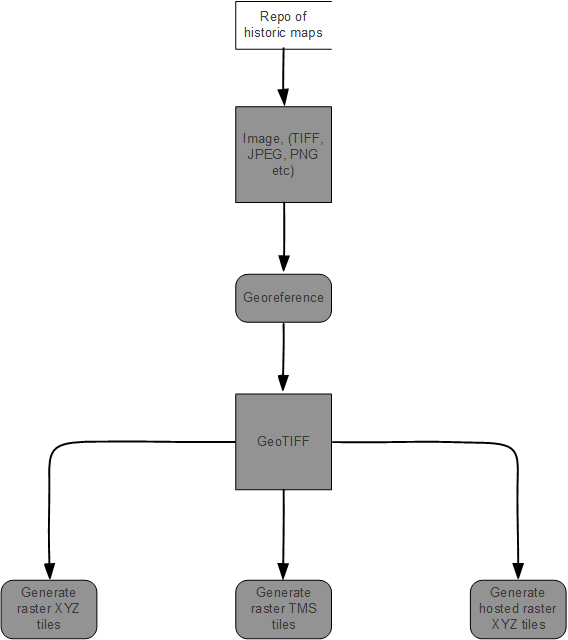 Repo of
historic maps
Image, (TIFF,
JPEG, PNG
etc)
Georeference
GeoTIFF
Generate
raster XYZ
tiles
Generate
raster TMS
tiles
Generate
hosted raster
XYZ tiles